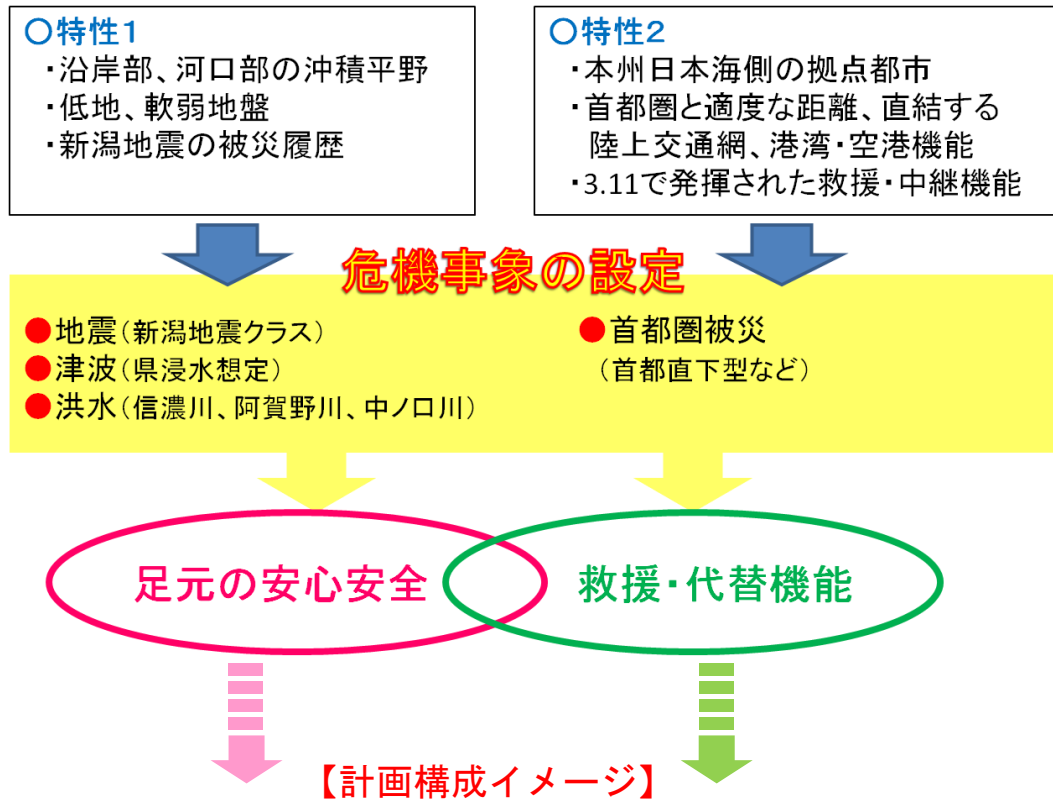 ○特性1
・沿岸部、河口部の沖積平野
・低地、軟弱地盤
・新潟地震の被災履歴
○特性2
・本州日本海側の拠点都市
・首都圏と適度な距離、直結する
陸上交通網、港湾・空港機能
・3.11で発揮された救援・中継機能
危機事象の設定
●地震(新潟地震クラス)
●津波(県浸水想定)
●洪水(信濃川、阿賀野川、中ノ口川)
●首都圏被災
(首都直下型など)
足元の安心安全
救援・代替機能
【計画構成イメージ】